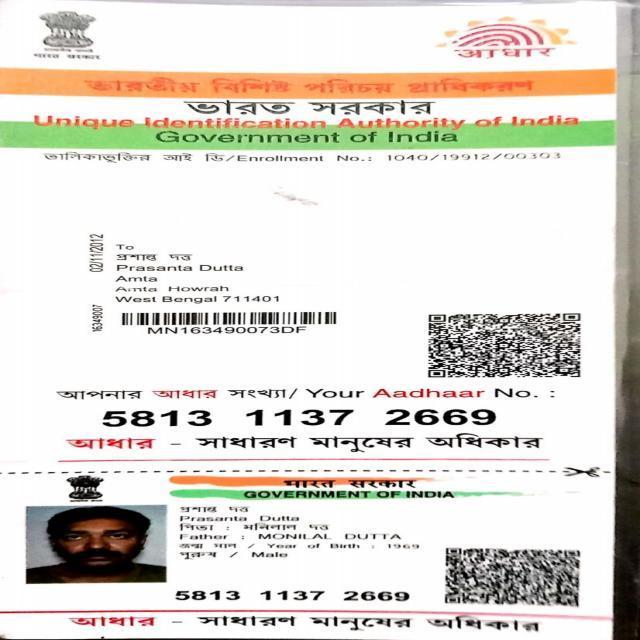 भारत सरकार
आधार
ভারতীয় বিশিষ্ট পরিচয় প্রাধিকরণ
ভারত সরকার
Unique Identification Authority of India
Government of India
তালিকাভুক্তির আই ডি/Enrollment No.: 1040/19912/00303
02/11/2012
To
প্রশান্ত দত্ত
Prasanta Dutta
Amta
Amta Howrah
West Bengal 711401
16349007
MN163490073DF
আপনার আধার সংখ্যা/ Your Aadhaar No. :
5813 1137 2669
আধার - সাধারণ মানুষের অধিকার
भारत सरकार
GOVERNMENT OF INDIA
প্রশান্ত দত্ত
Prasanta Dutta
পিতা : মনিলাল দত্ত
Father : MONILAL DUTTA
জন্ম সাল / Year of Birth : 1969
পুরুষ / Male
5813 1137 2669
আধার - সাধারণ মানুষের অধিকার